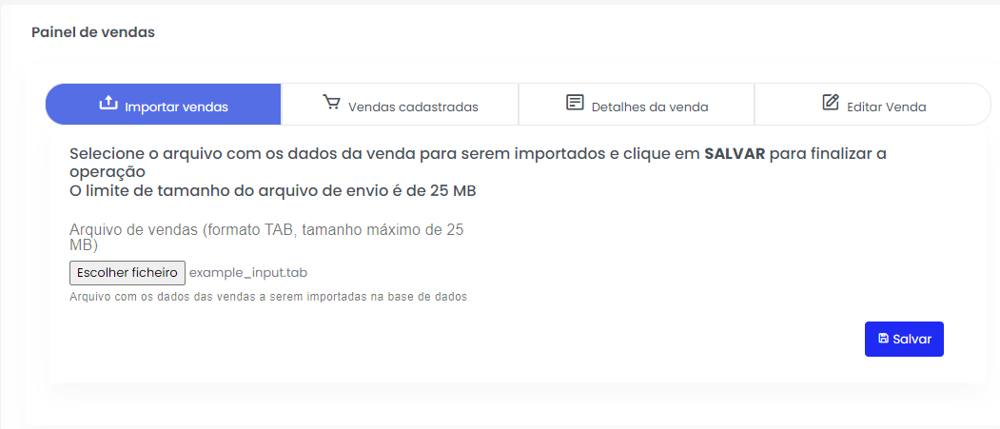 Painel de vendas
Importar vendas
Vendas cadastradas
Detalhes da venda
Editar Venda
Selecione o arquivo com os dados da venda para serem importados e clique em SALVAR para finalizar a
operação
O limite de tamanho do arquivo de envio é de 25 MB
Arquivo de vendas (formato TAB, tamanho máximo de 25
MB)
Escolher ficheiro example_input.tab
Arquivo com os dados das vendas a serem importadas na base de dados
Salvar